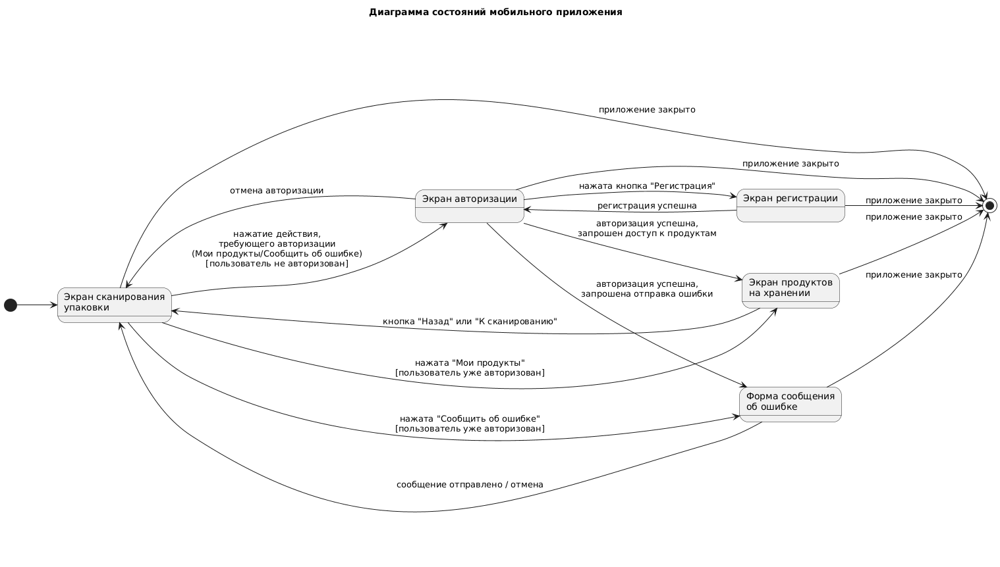 Диаграмма состояний мобильного приложения
приложение закрыто
приложение закрыто
отмена авторизации
Экран авторизации
нажата кнопка "Регистрация"
Экран регистрации
приложение закрыто
регистрация успешна
приложение закрыто
авторизация успешна,
запрошен доступ к продуктам
нажатие действия,
требующего авторизации
(Мои продукты/Сообщить об ошибке)
[пользователь не авторизован]
приложение закрыто
Экран продуктов
на хранении
авторизация успешна,
запрошена отправка ошибки
Экран сканирования
упаковки
кнопка "Назад" или "К сканированию"
нажата "Мои продукты"
[пользователь уже авторизован]
Форма сообщения
об ошибке
нажата "Сообщить об ошибке"
[пользователь уже авторизован]
сообщение отправлено / отмена